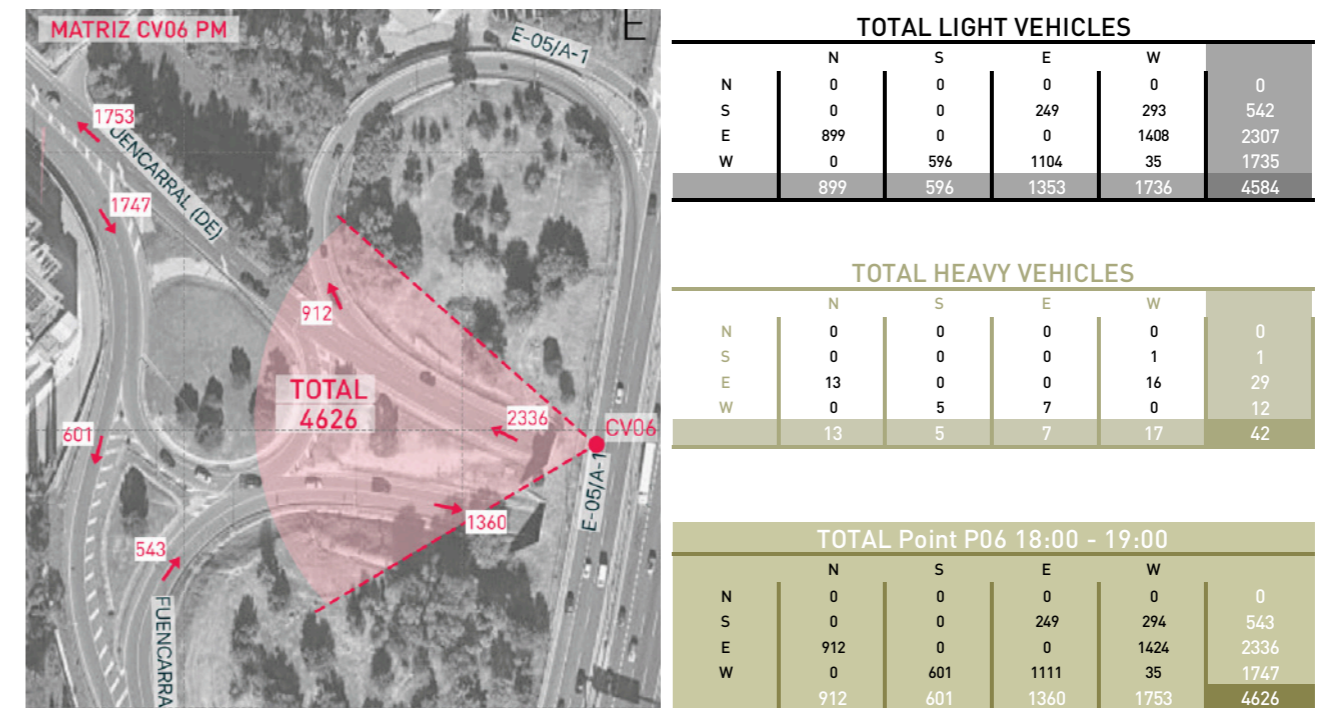 MATRIZ CV06 PM
E
E-05/A-1
1753
FUENCARRAL (DE)
1747
912
TOTAL
4626
2336
CV06
601
E-05/A-1
1360
543
FUENCARRA
TOTAL LIGHT VEHICLES
N S E W
N 0 0 0 0 0
S 0 0 249 293 542
E 899 0 0 1408 2307
W 0 596 1104 35 1735
899 596 1353 1736 4584
TOTAL HEAVY VEHICLES
N S E W
N 0 0 0 0 0
S 0 0 0 1 1
E 13 0 0 16 29
W 0 5 7 0 12
13 5 7 17 42
TOTAL Point P06 18:00 - 19:00
N S E W
N 0 0 0 0 0
S 0 0 249 294 543
E 912 0 0 1424 2336
W 0 601 1111 35 1747
912 601 1360 1753 4626